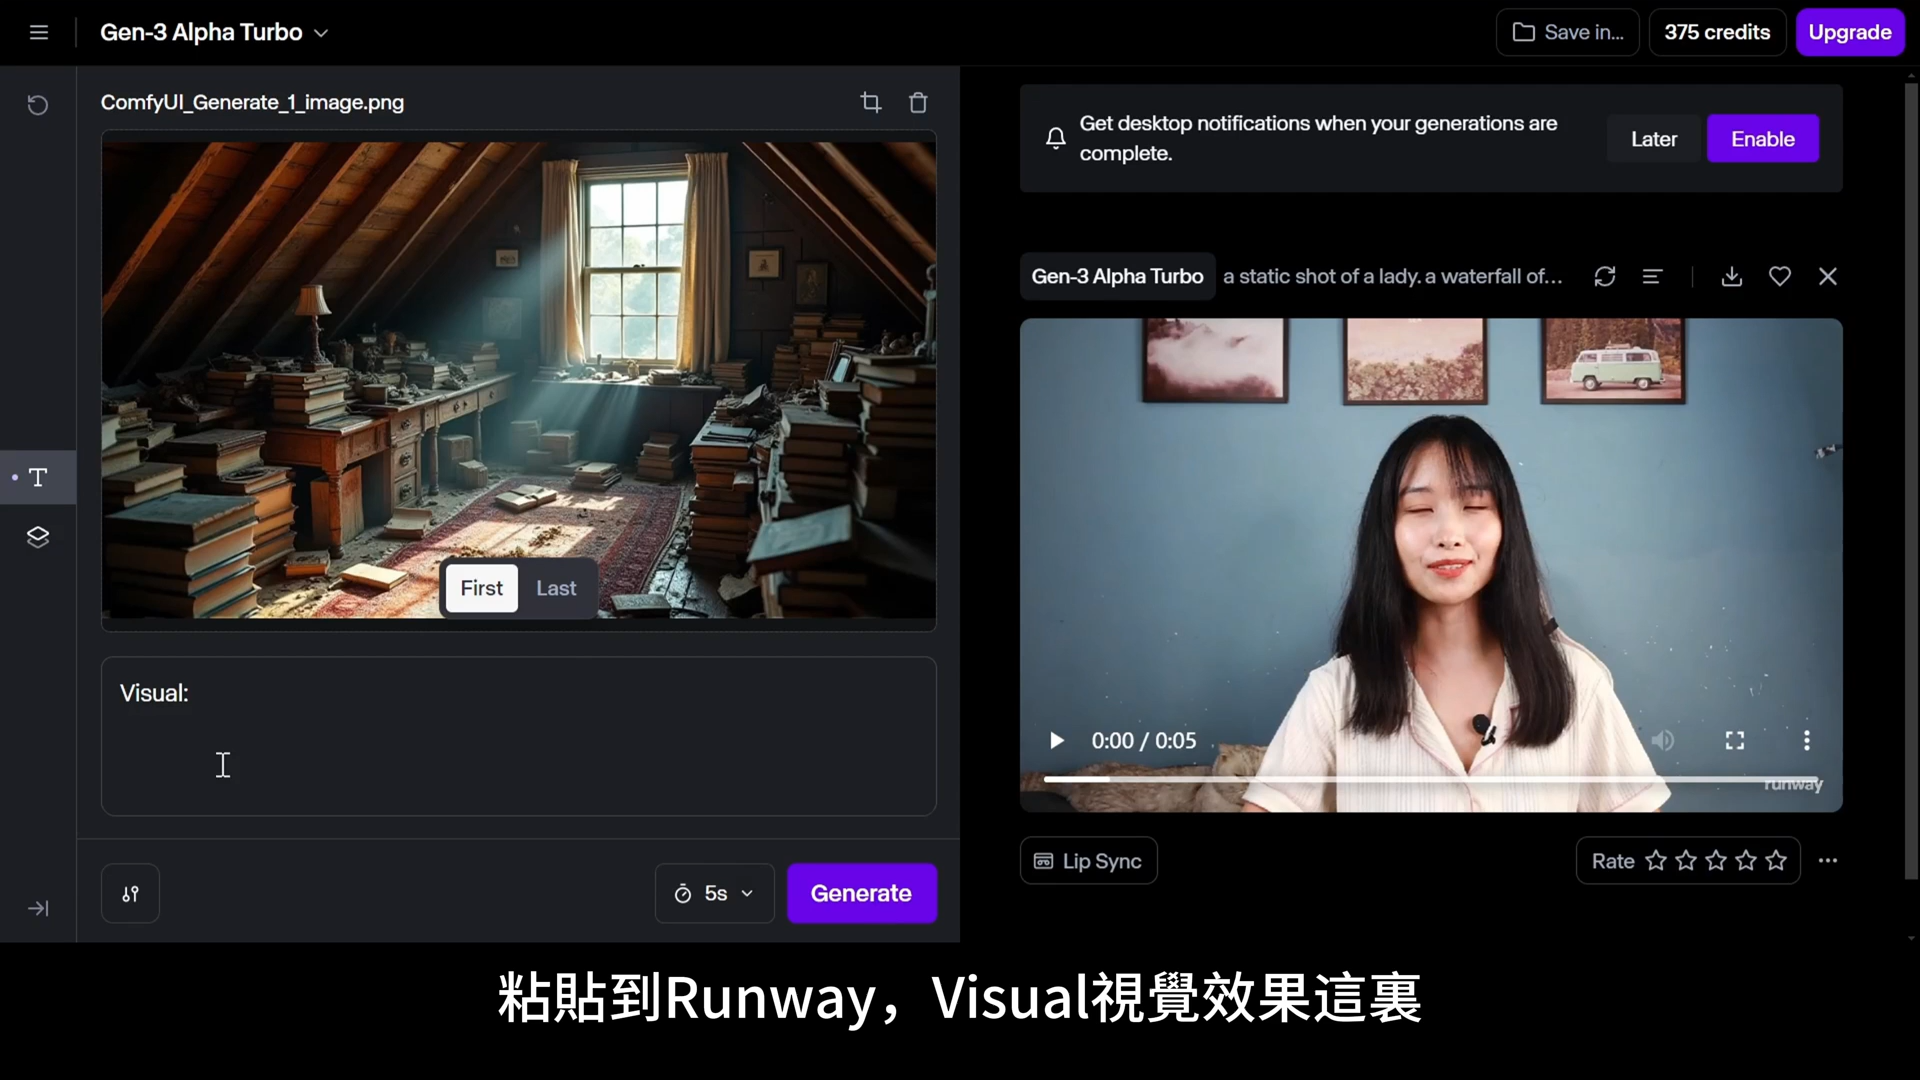 Gen-3 Alpha Turbo
Save in...
375 credits
Upgrade
ComfyUI_Generate_1_image.png
First
Last
Visual:
5s
Generate
Get desktop notifications when your generations are
complete.
Later
Enable
Gen-3 Alpha Turbo
a static shot of a lady. a waterfall of...
0:00 / 0:05
runway
Lip Sync
Rate
粘貼到Runway，Visual視覺效果這裏